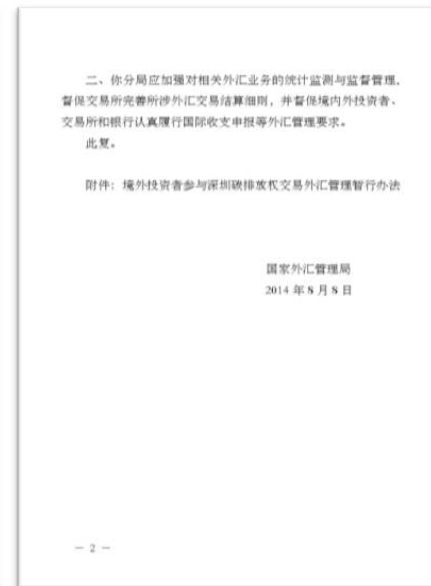 二、你分局应加强对相关外汇业务的统计监测与监督管理，
督促交易所完善所涉外汇交易结算细则，并督促境内外投资者、
交易所和银行认真履行国际收支申报等外汇管理要求。
此复。
附件：境外投资者参与深圳碳排放权交易外汇管理暂行办法
国家外汇管理局
2014 年 8 月 8 日
— 2 —